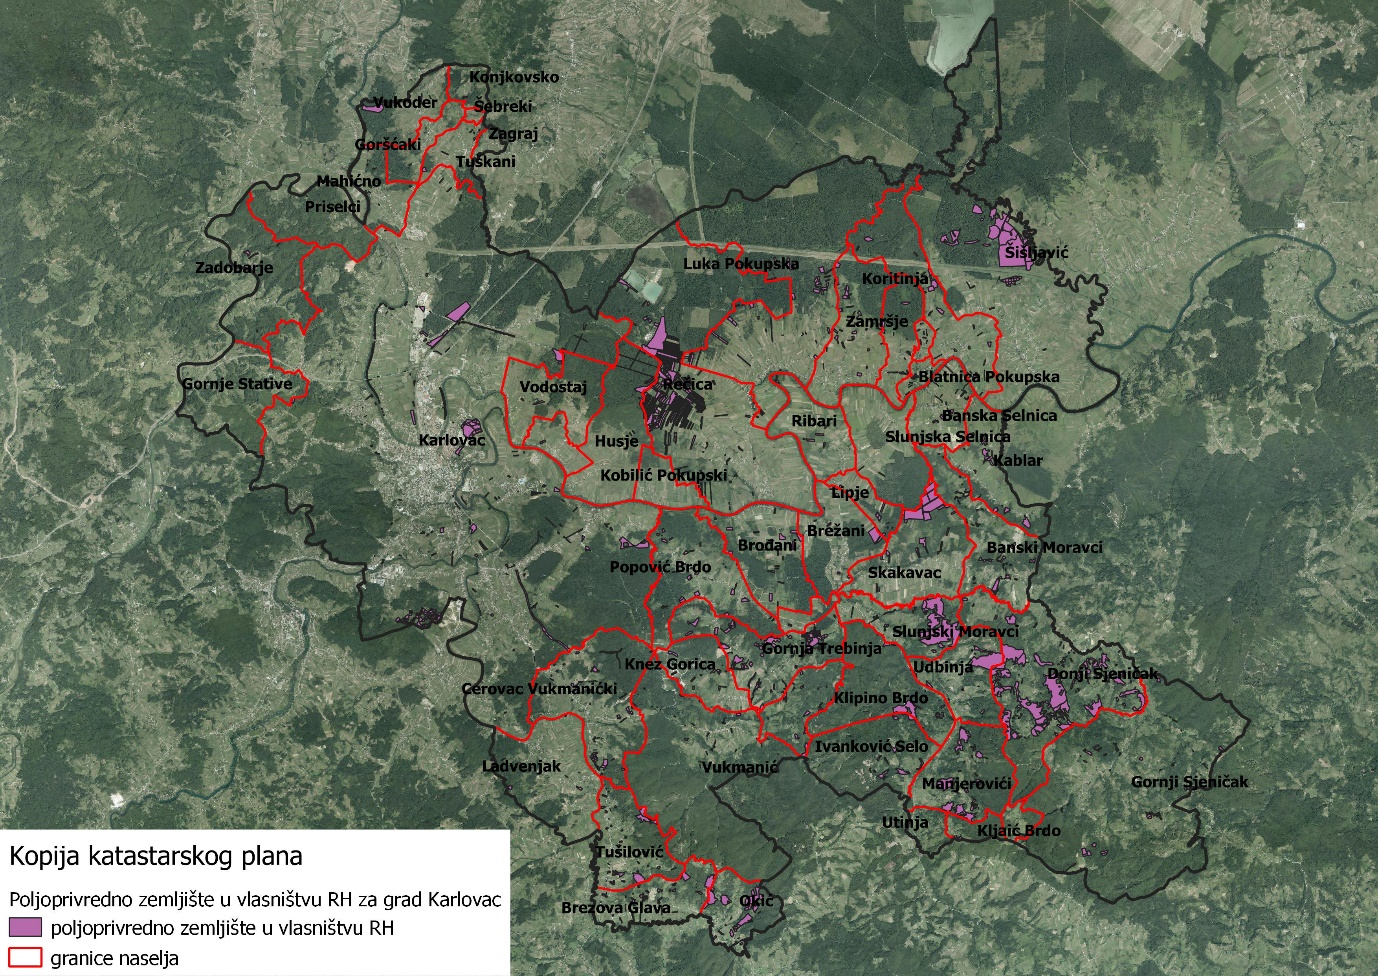 Konjkovsko
Vukoder
Šebreki
Zagraj
Goršćaki
Tuškani
Mahićno
Priselci
Zadobarje
Luka Pokupska
Šišljavić
Koritinja
Zamršje
Gornje Stative
Vodostaj
Rečica
Blatnica Pokupska
Banska Selnica
Ribari
Karlovac
Husje
Slunjska Selnica
Kablar
Kobilić Pokupski
Lipje
Brežani
Brođani
Banski Moravci
Popović Brdo
Skakavac
Slunjski Moravci
Gornja Trebinja
Knez Gorica
Udbinja
Donji Sjeničak
Cerovac Vukmanićki
Klipino Brdo
Ivanković Selo
Ladvenjak
Vukmanić
Manjerovići
Gornji Sjeničak
Utinja
Kljaić Brdo
Tušilović
Okić
Brezova Glava
Kopija katastarskog plana
Poljoprivredno zemljište u vlasništvu RH za grad Karlovac
poljoprivredno zemljište u vlasništvu RH
granice naselja